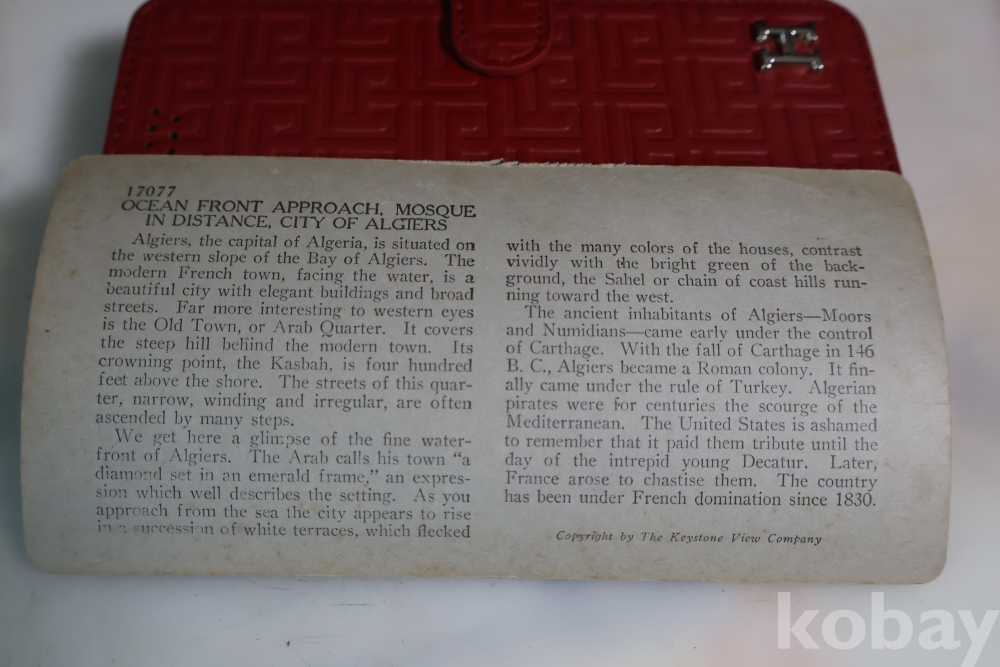 17077
OCEAN FRONT APPROACH, MOSQUE
IN DISTANCE, CITY OF ALGIERS
Algiers, the capital of Algeria, is situated on
the western slope of the Bay of Algiers. The
modern French town, facing the water, is a
beautiful city with elegant buildings and broad
streets. Far more interesting to western eyes
is the Old Town, or Arab Quarter. It covers
the steep hill behind the modern town. Its
crowning point, the Kasbah, is four hundred
feet above the shore. The streets of this quar-
ter, narrow, winding and irregular, are often
ascended by many steps.
We get here a glimpse of the fine water-
front of Algiers. The Arab calls his town “a
diamond set in an emerald frame,” an expres-
sion which well describes the setting. As you
approach from the sea the city appears to rise
in a succession of white terraces, which flecked
with the many colors of the houses, contrast
vividly with the bright green of the back-
ground, the Sahel or chain of coast hills run-
ning toward the west.
The ancient inhabitants of Algiers—Moors
and Numidians—came early under the control
of Carthage. With the fall of Carthage in 146
B. C., Algiers became a Roman colony. It fin-
ally came under the rule of Turkey. Algerian
pirates were for centuries the scourge of the
Mediterranean. The United States is ashamed
to remember that it paid them tribute until the
day of the intrepid young Decatur. Later,
France arose to chastise them. The country
has been under French domination since 1830.
Copyright by The Keystone View Company
kobay